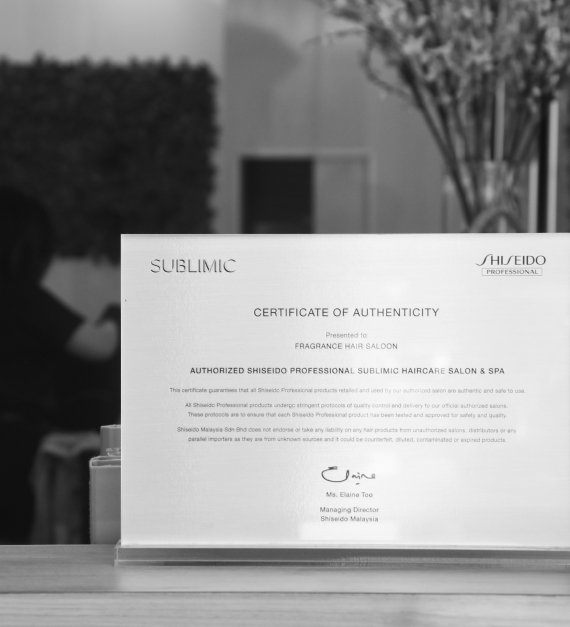 SUBLIMIC
SHISEIDO
PROFESSIONAL
CERTIFICATE OF AUTHENTICITY
Presented to
FRAGRANCE HAIR SALOON
AUTHORIZED SHISEIDO PROFESSIONAL SUBLIMIC HAIRCARE SALON & SPA
This certificate guarantees that all Shiseido Professional products retailed and used by our authorized salon are authentic and safe to use.
All Shiseido Professional products undergo stringent protocols of quality control and delivery to our official authorized salons.
These protocols are to ensure that each Shiseido Professional product has been tested and approved for safety and quality.
Shiseido Malaysia Sdn Bhd does not endorse or take any liability on any hair products from unauthorized salons, distributors or any
parallel importers as they are from unknown sources and it could be counterfeit, diluted, contaminated or expired products.
Elaine
Ms. Elaine Too
Managing Director
Shiseido Malaysia